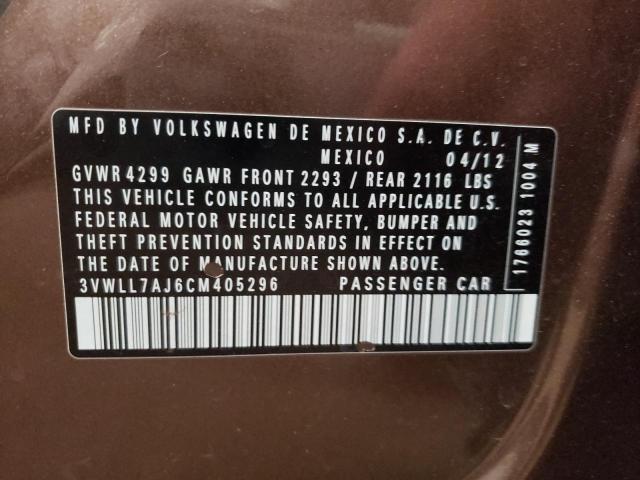 MFD BY VOLKSWAGEN DE MEXICO S.A. DE C.V.
MEXICO 04/12
GVWR 4299 GAWR FRONT 2293 / REAR 2116 LBS
THIS VEHICLE CONFORMS TO ALL APPLICABLE U.S.
FEDERAL MOTOR VEHICLE SAFETY, BUMPER AND
THEFT PREVENTION STANDARDS IN EFFECT ON
THE DATE OF MANUFACTURE SHOWN ABOVE.
3VWLL7AJ6CM405296 PASSENGER CAR
1766023 1004 M